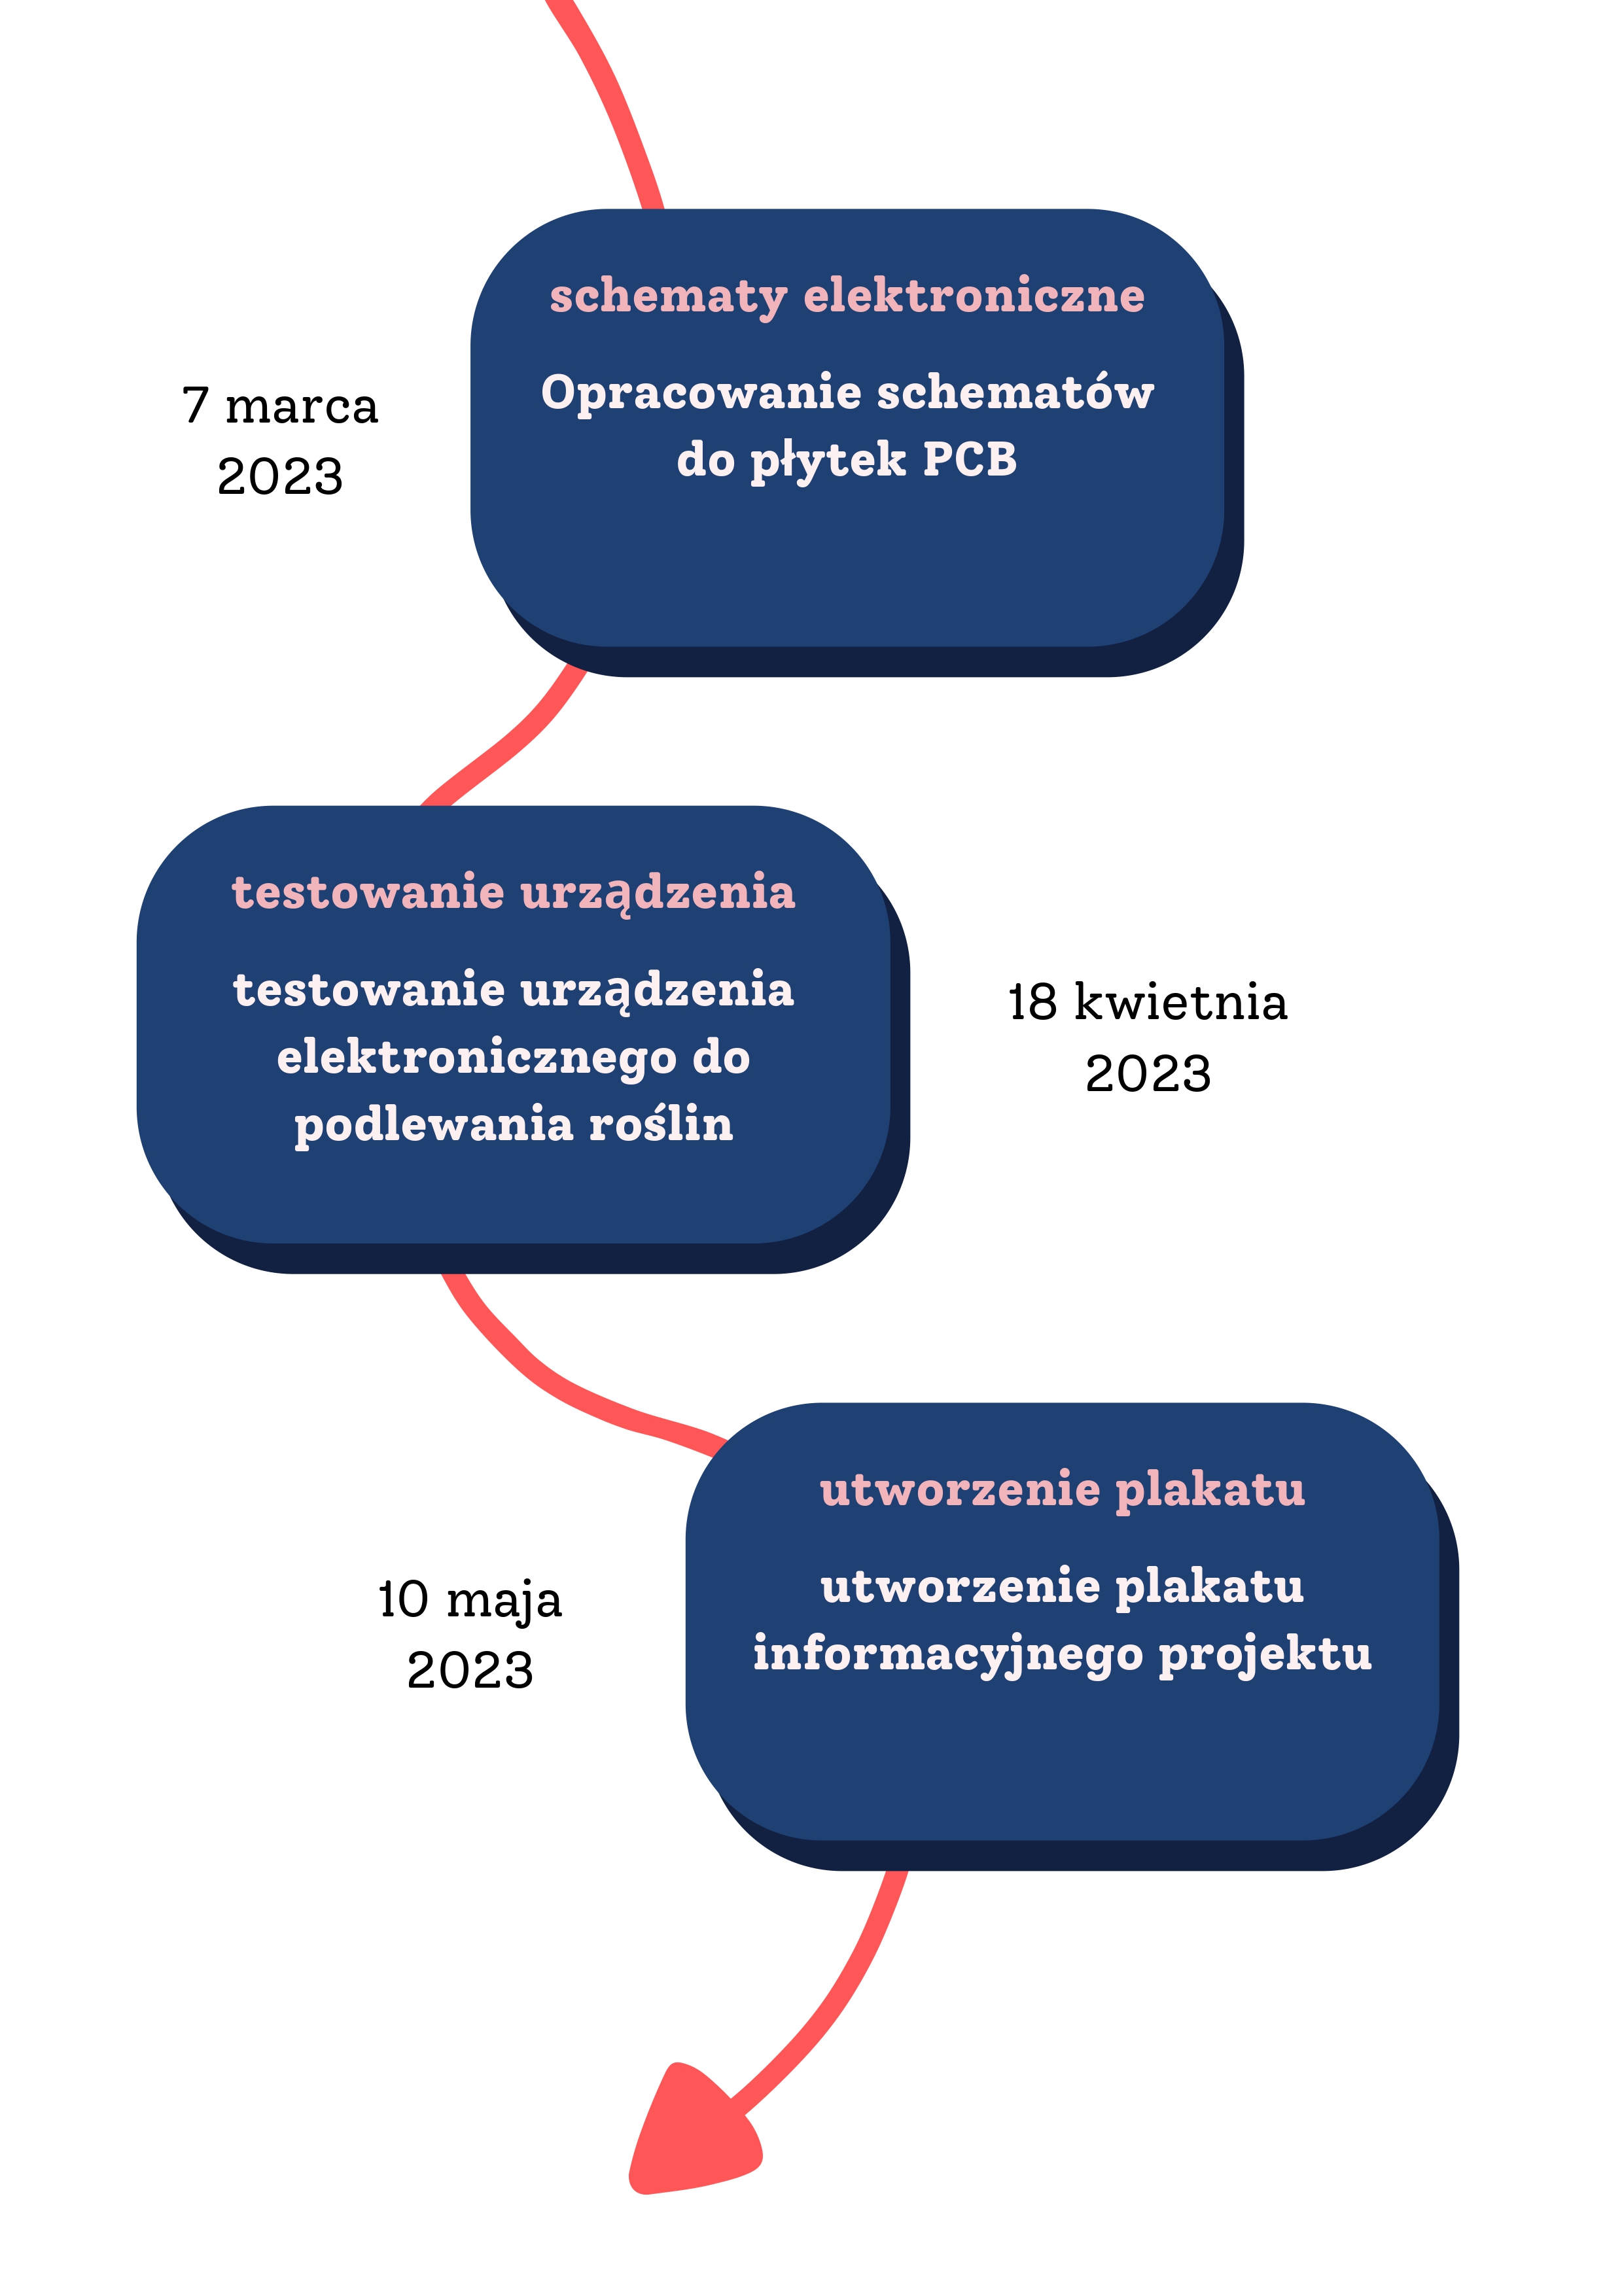 schematy elektroniczne
Opracowanie schematów
do płytek PCB
7 marca
2023
testowanie urządzenia
testowanie urządzenia
elektronicznego do
podlewania roślin
18 kwietnia
2023
utworzenie plakatu
utworzenie plakatu
informacyjnego projektu
10 maja
2023